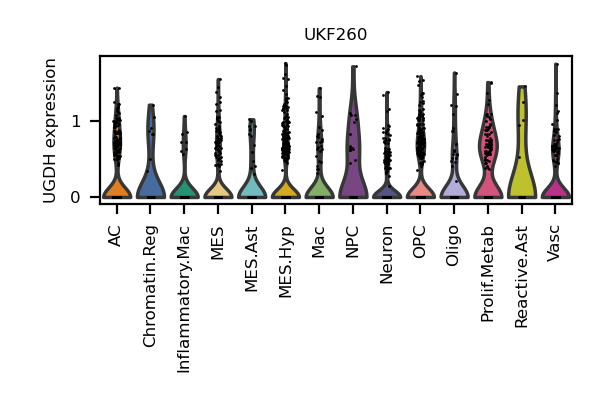 UKF260
UGDH expression
1
0
AC
Chromatin.Reg
Inflammatory.Mac
MES
MES.Ast
MES.Hyp
Mac
NPC
Neuron
OPC
Oligo
Prolif.Metab
Reactive.Ast
Vasc